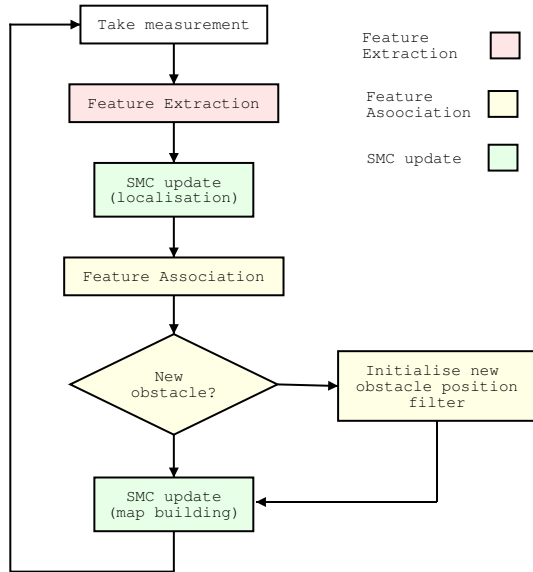 Take measurement
Feature Extraction
SMC update
(localisation)
Feature Association
New
obstacle?
Initialise new
obstacle position
filter
SMC update
(map building)
Feature
Extraction
Feature
Asoociation
SMC update